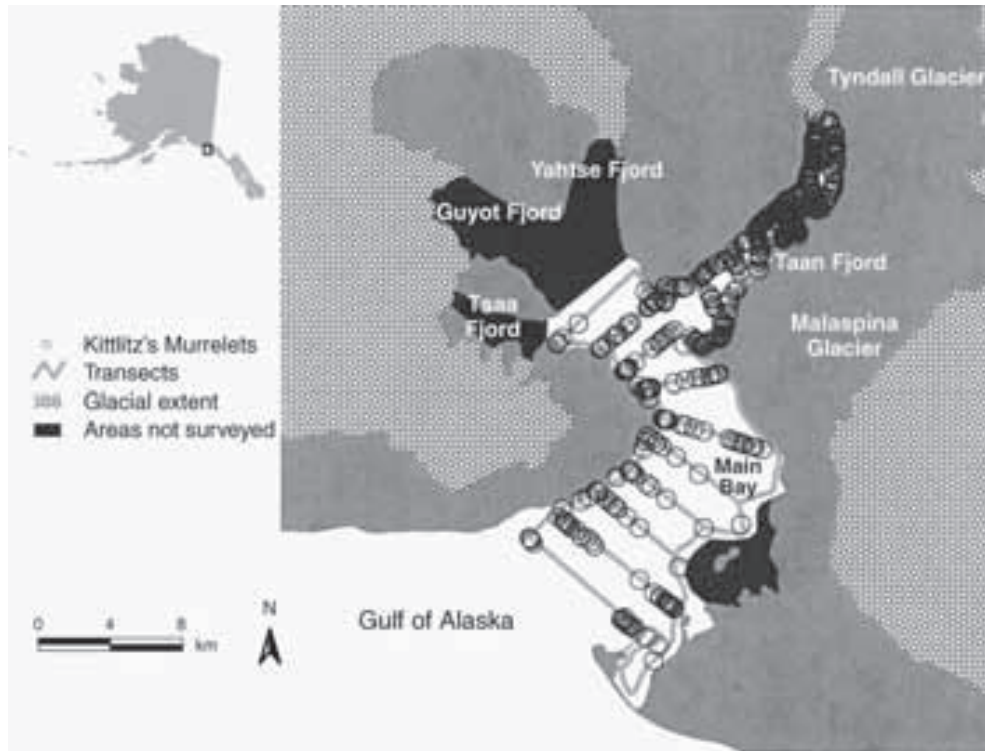 Tyndall Glacier
Yahtse Fjord
Guyot Fjord
Taan Fjord
Tsaa
Fjord
Malaspina
Glacier
Kittlitz's Murrelets
Transects
Glacial extent
Areas not surveyed
Main
Bay
Gulf of Alaska
N
0 4 8
km